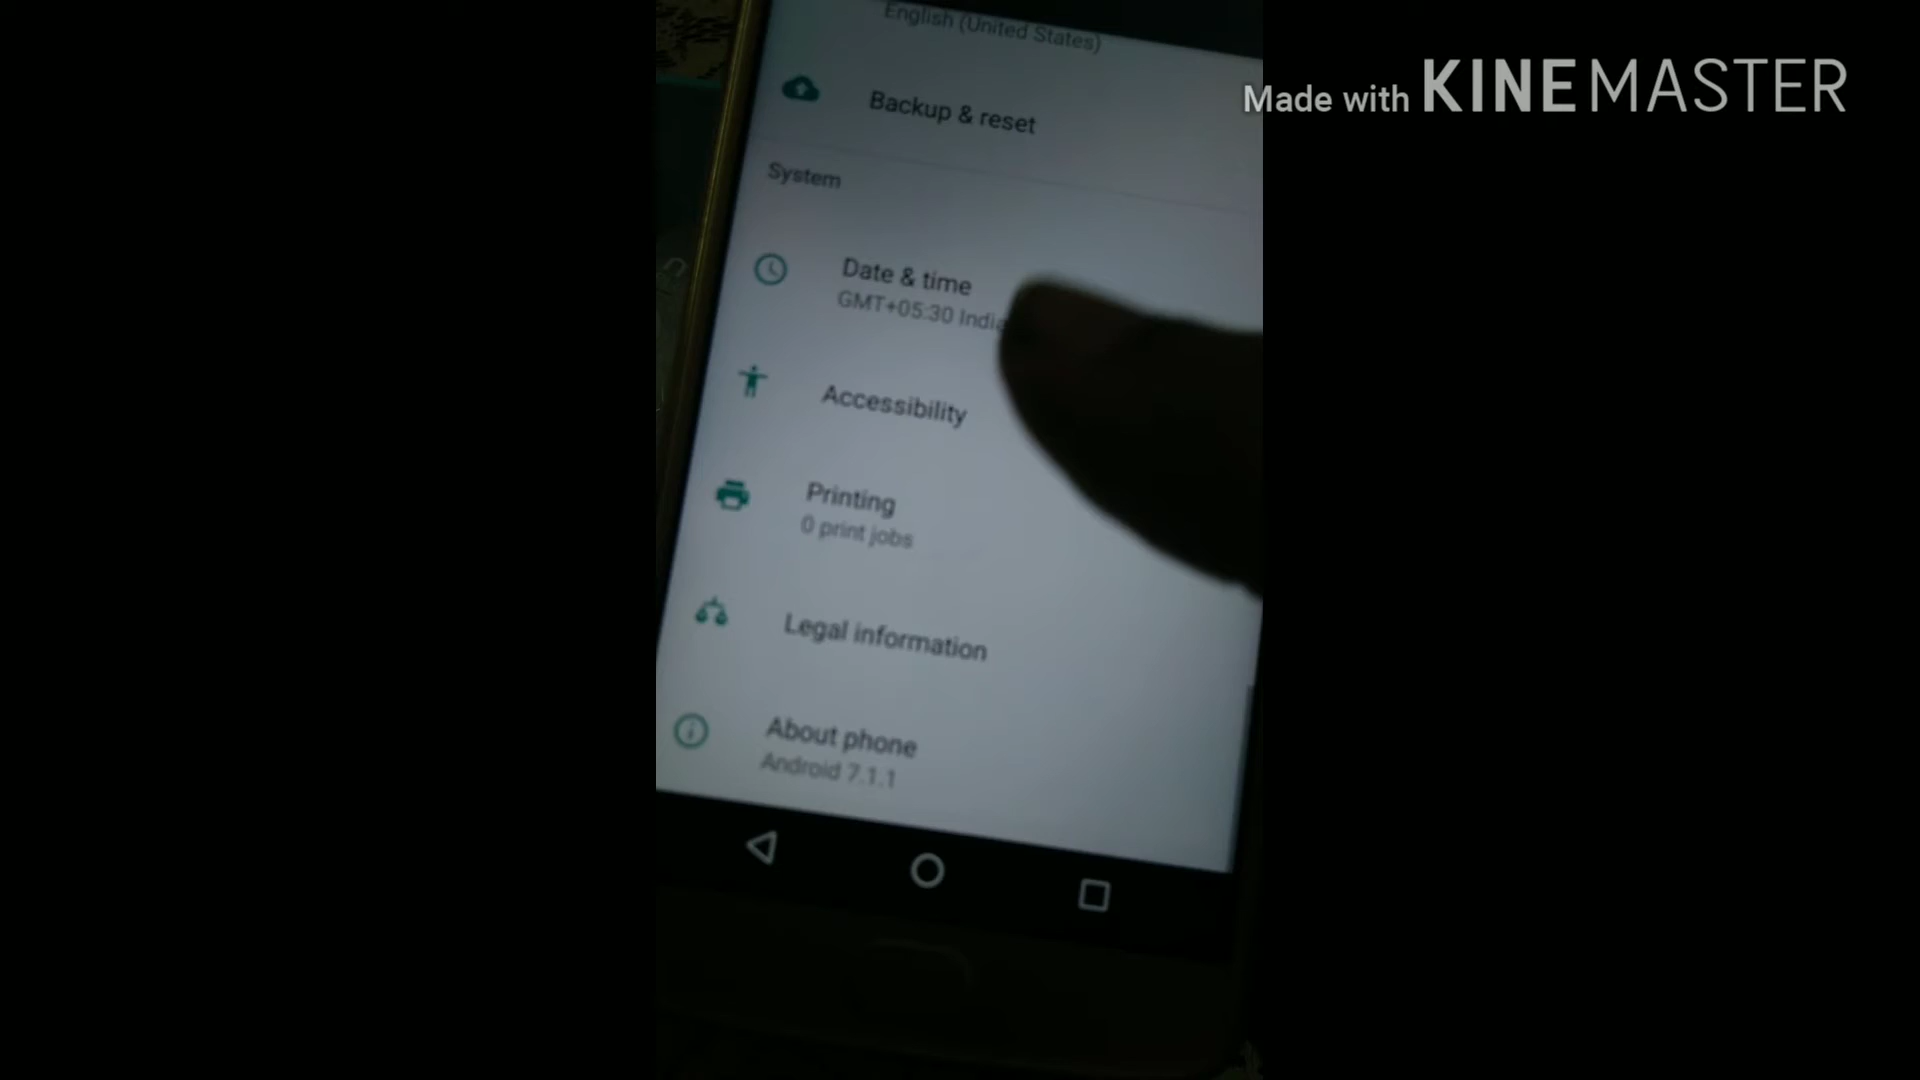 English (United States)
Made with KINEMASTER
Backup & reset
System
Date & time
GMT+05:30 India
Accessibility
Printing
0 print jobs
Legal information
About phone
Android 7.1.1